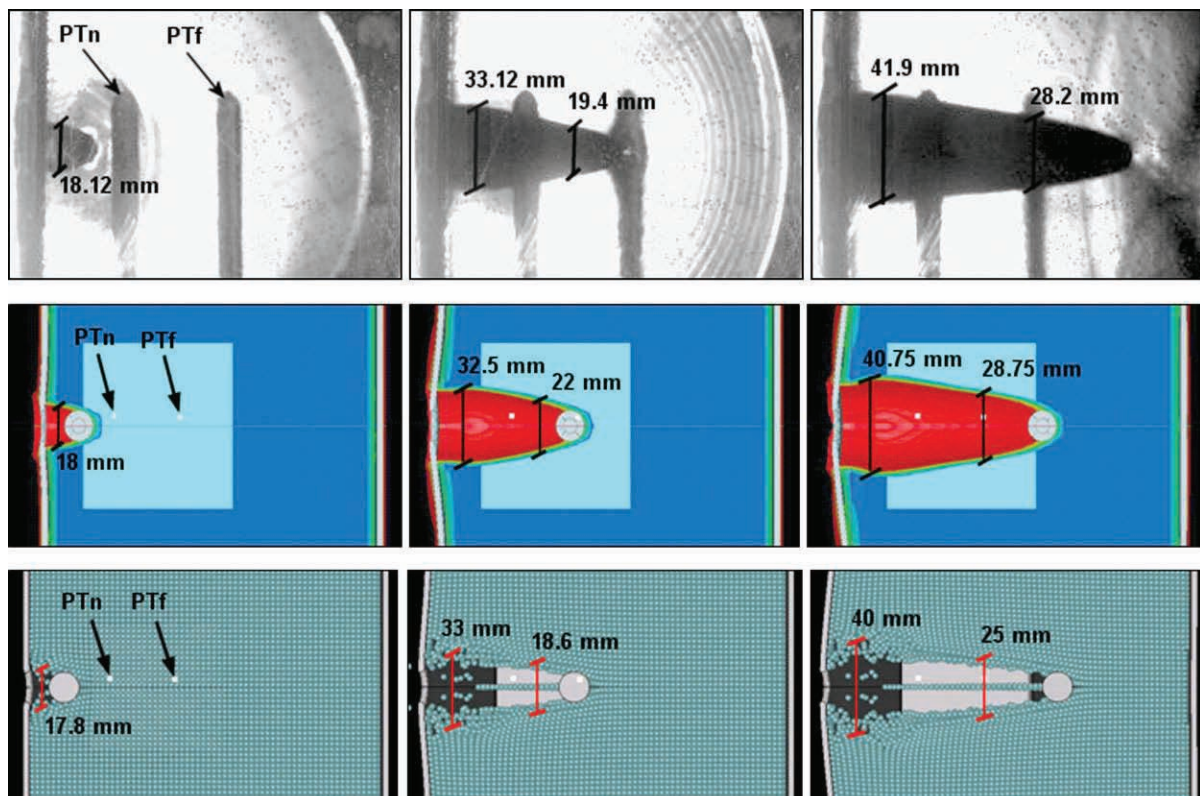 PTn
PTf
18.12 mm
33.12 mm
19.4 mm
41.9 mm
28.2 mm
PTn
PTf
18 mm
32.5 mm
22 mm
40.75 mm
28.75 mm
PTn
PTf
17.8 mm
33 mm
18.6 mm
40 mm
25 mm